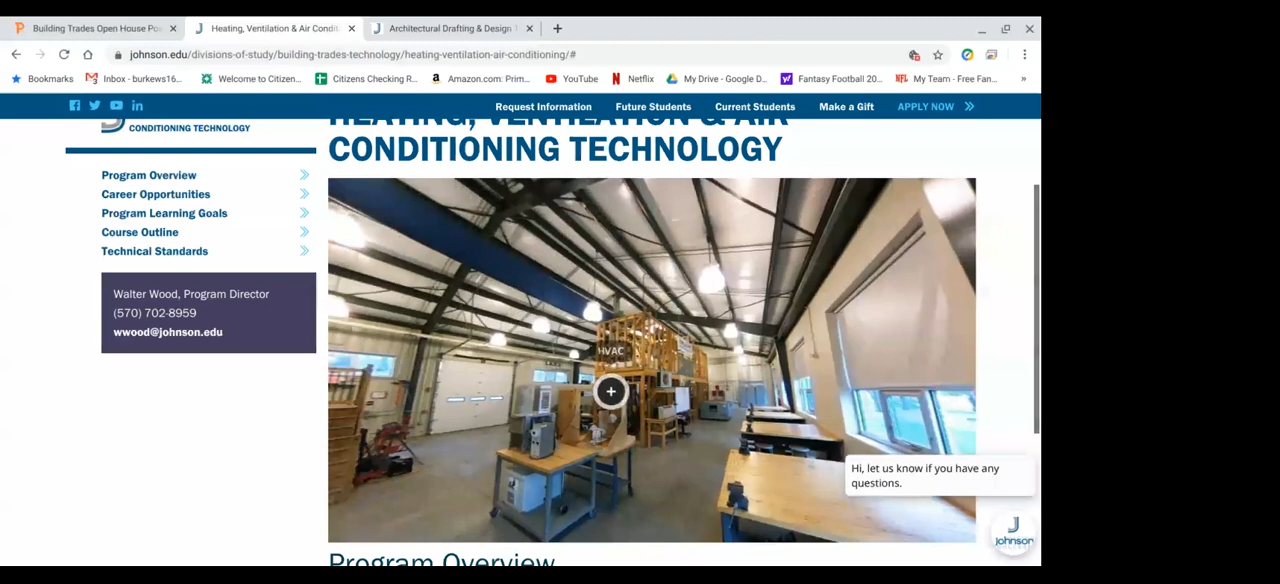 Building Trades Open House Po
Heating, Ventilation & Air Condit
Architectural Drafting & Design
johnson.edu/divisions-of-study/building-trades-technology/heating-ventilation-air-conditioning/#
Bookmarks
Inbox - burkews16...
Welcome to Citizen...
Citizens Checking R...
Amazon.com: Prim...
YouTube
Netflix
My Drive - Google D...
Fantasy Football 20...
My Team - Free Fan...
»
Request Information
Future Students
Current Students
Make a Gift
APPLY NOW
CONDITIONING TECHNOLOGY
HEATING, VENTILATION & AIR
CONDITIONING TECHNOLOGY
Program Overview
Career Opportunities
Program Learning Goals
Course Outline
Technical Standards
Walter Wood, Program Director
(570) 702-8959
wwood@johnson.edu
HVAC
Hi, let us know if you have any
questions.
Johnson
Program Overview